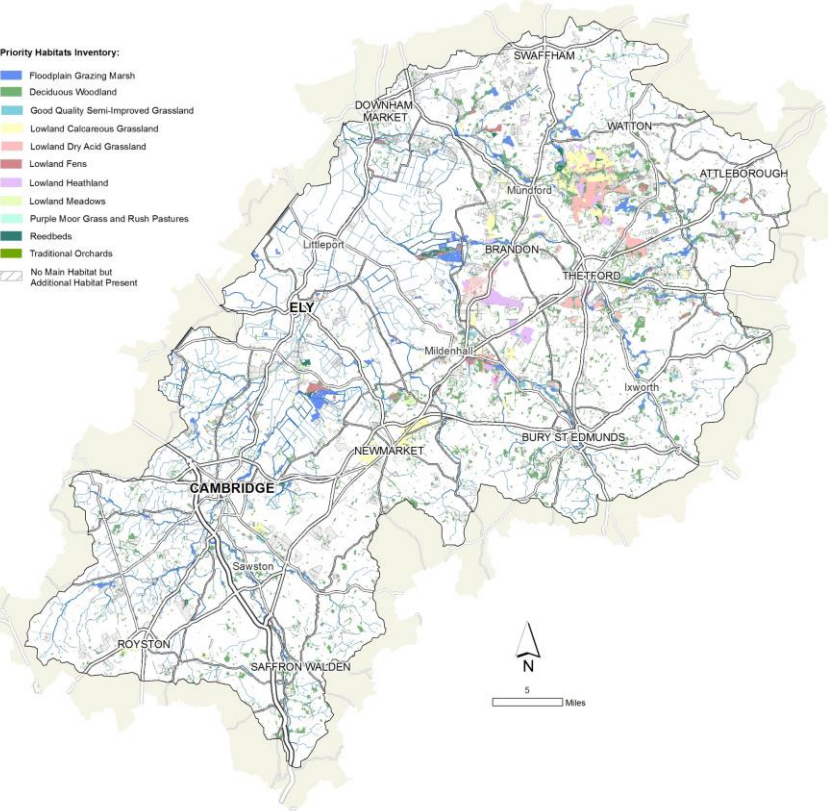 Priority Habitats Inventory:
Floodplain Grazing Marsh
Deciduous Woodland
Good Quality Semi-Improved Grassland
Lowland Calcareous Grassland
Lowland Dry Acid Grassland
Lowland Fens
Lowland Heathland
Lowland Meadows
Purple Moor Grass and Rush Pastures
Reedbeds
Traditional Orchards
No Main Habitat but
Additional Habitat Present
SWAFFHAM
DOWNHAM
MARKET
WATTON
ATTLEBOROUGH
Mundford
Littleport
BRANDON
THETFORD
ELY
Mildenhall
Ixworth
BURY ST EDMUNDS
NEWMARKET
CAMBRIDGE
Sawston
ROYSTON
SAFFRON WALDEN
N
5
Miles